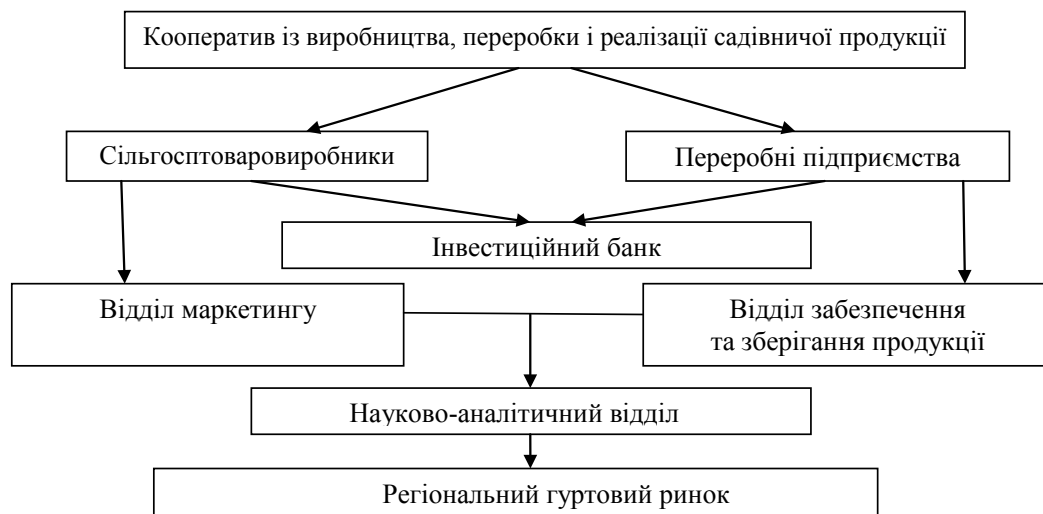 Кооператив із виробництва, переробки і реалізації садівничої продукції
Сільгосптоваровиробники
Переробні підприємства
Інвестиційний банк
Відділ маркетингу
Відділ забезпечення
та зберігання продукції
Науково-аналітичний відділ
Регіональний гуртовий ринок